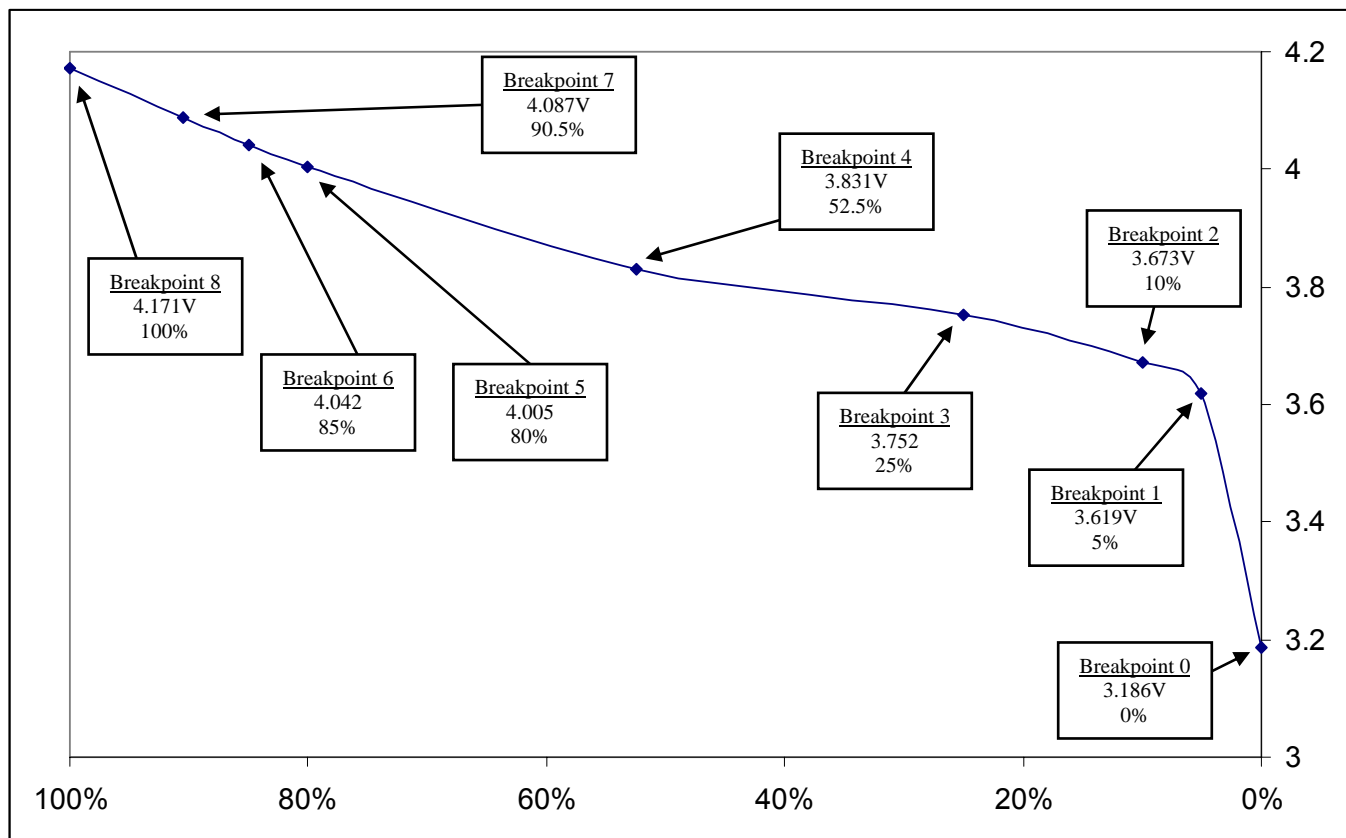 Breakpoint 7
4.087V
90.5%
Breakpoint 4
3.831V
52.5%
Breakpoint 2
3.673V
10%
Breakpoint 8
4.171V
100%
Breakpoint 6
4.042
85%
Breakpoint 5
4.005
80%
Breakpoint 3
3.752
25%
Breakpoint 1
3.619V
5%
Breakpoint 0
3.186V
0%
4.2
4
3.8
3.6
3.4
3.2
3
100%
80%
60%
40%
20%
0%